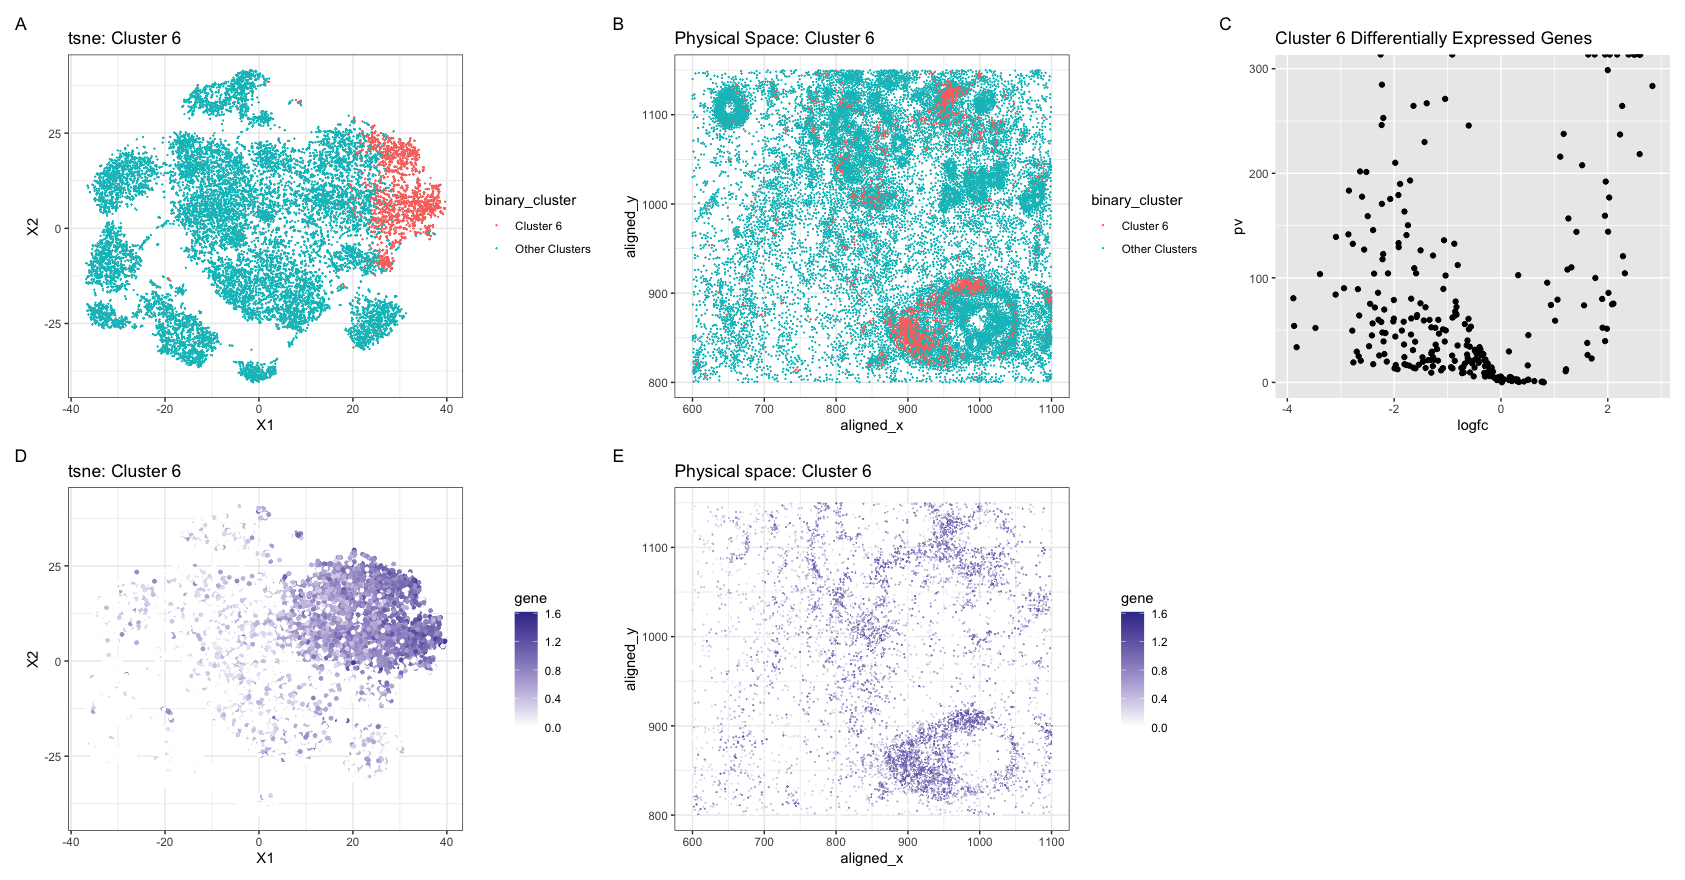 A
tsne: Cluster 6
25
0
-25
-40
-20
0
20
40
X1
X2
binary_cluster
Cluster 6
Other Clusters
B
Physical Space: Cluster 6
1100
1000
900
800
600
700
800
900
1000
1100
aligned_x
aligned_y
binary_cluster
Cluster 6
Other Clusters
C
Cluster 6 Differentially Expressed Genes
300
200
100
0
-4
-2
0
2
logfc
pv
D
tsne: Cluster 6
25
0
-25
-40
-20
0
20
40
X1
X2
gene
1.6
1.2
0.8
0.4
0.0
E
Physical space: Cluster 6
1100
1000
900
800
600
700
800
900
1000
1100
aligned_x
aligned_y
gene
1.6
1.2
0.8
0.4
0.0